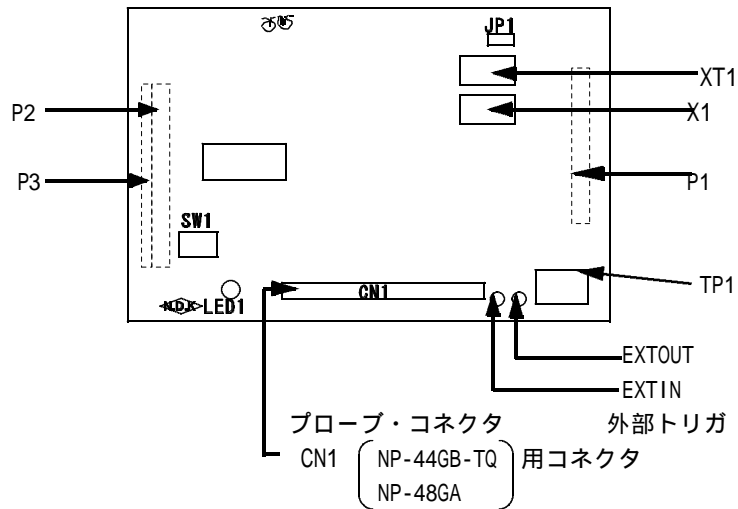 JP1
XT1
P2
X1
P3
P1
SW1
TP1
CN1
N.D.K
LED1
EXTOUT
EXTIN
プローブ・コネクタ
外部トリガ
CN1
NP-44GB-TQ
用コネクタ
NP-48GA